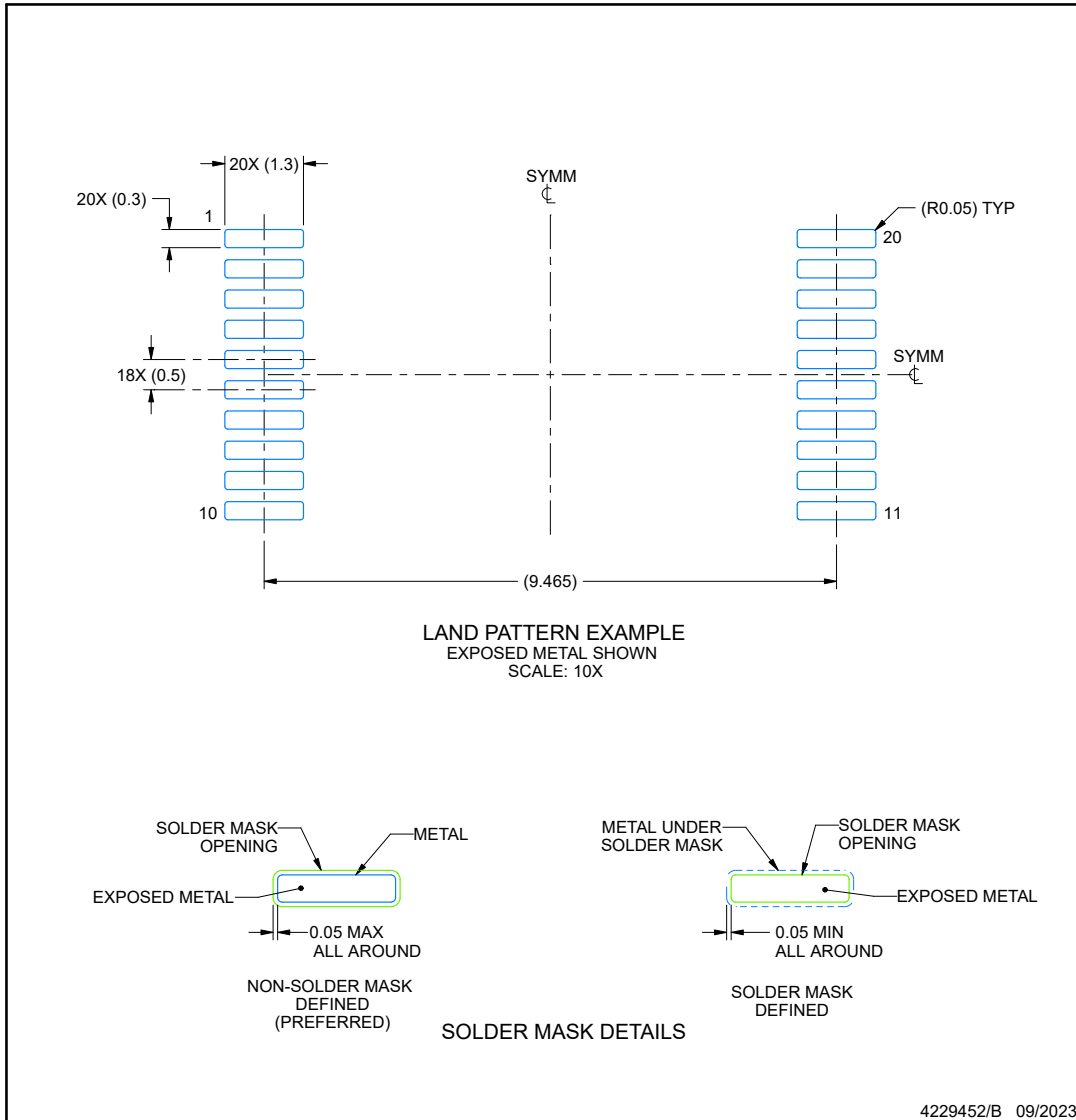 20X (1.3)
SYMM
20X (0.3)
1
(R0.05) TYP
20
SYMM
18X (0.5)
10
11
(9.465)
LAND PATTERN EXAMPLE
EXPOSED METAL SHOWN
SCALE: 10X
SOLDER MASK
OPENING
METAL
EXPOSED METAL
0.05 MAX
ALL AROUND
NON-SOLDER MASK
DEFINED
(PREFERRED)
METAL UNDER
SOLDER MASK
SOLDER MASK
OPENING
EXPOSED METAL
0.05 MIN
ALL AROUND
SOLDER MASK
DEFINED
SOLDER MASK DETAILS
4229452/B 09/2023